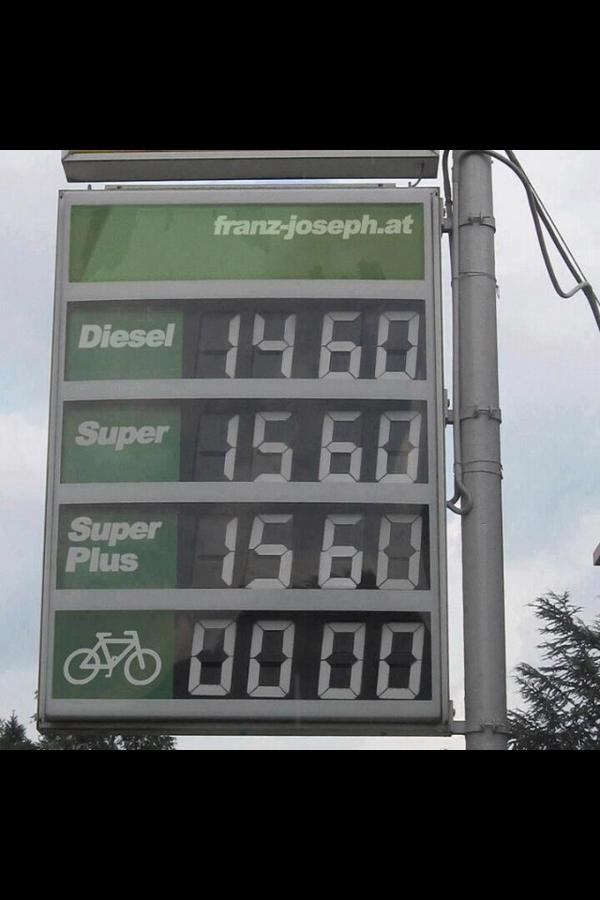 franz-joseph.at
Diesel 1460
Super 1560
Super
Plus 1560
0000